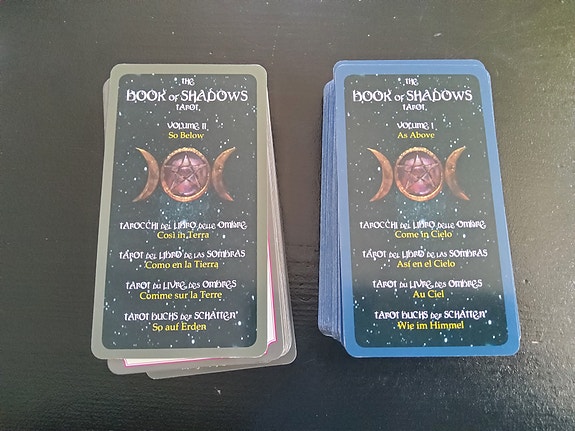 THE
BOOK OF SHADOWS
TAROT
VOLUME II
So Below
TAROCCHI DEL LIBRO DELLE OMBRE
Così in Terra
TAROT DEL LIBRO DE LAS SOMBRAS
Como en la Tierra
TAROT DU LIVRE DES OMBRES
Comme sur la Terre
TAROT BUCHS DER SCHATTEN'
So auf Erden
THE
BOOK OF SHADOWS
TAROT
VOLUME I
As Above
TAROCCHI DEL LIBRO DELLE OMBRE
Come in Cielo
TAROT DEL LIBRO DE LAS SOMBRAS
Así en el Cielo
TAROT DU LIVRE DES OMBRES
Au Ciel
TAROT BUCHS DER SCHATTEN'
Wie im Himmel